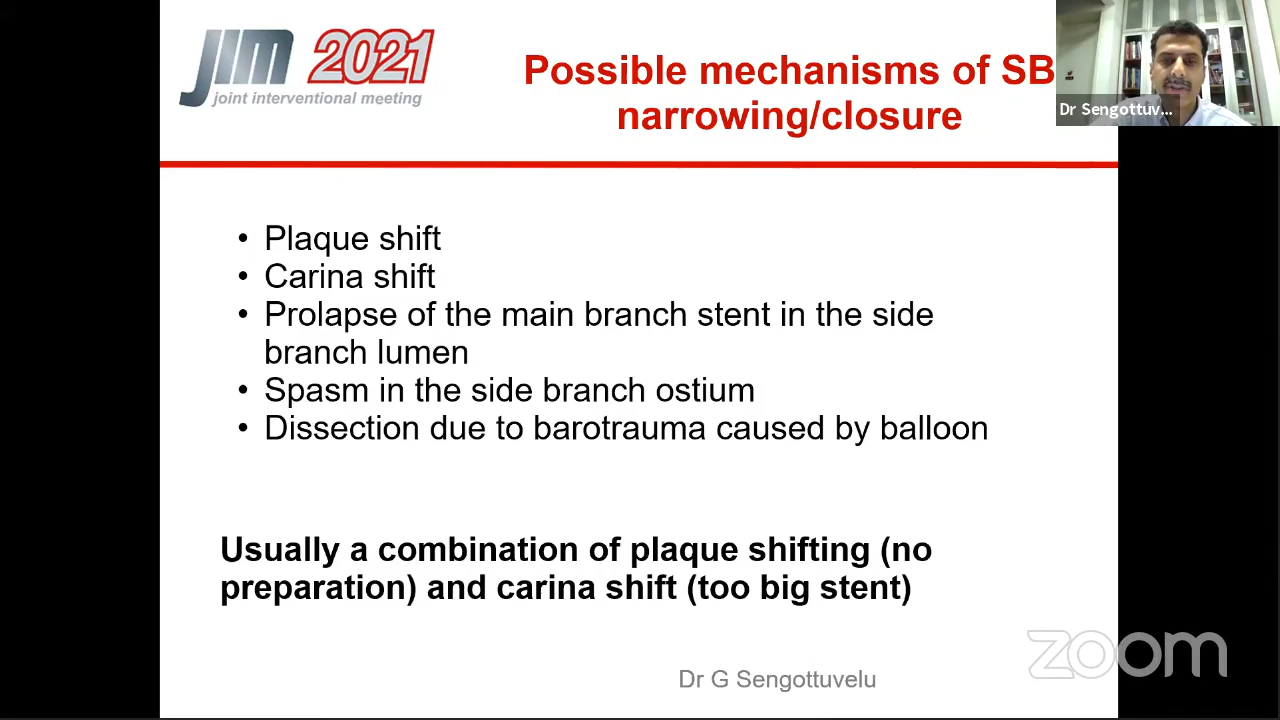 JIM 2021
joint interventional meeting
Possible mechanisms of SB
narrowing/closure
Dr Sengottuv...
• Plaque shift
• Carina shift
• Prolapse of the main branch stent in the side
branch lumen
• Spasm in the side branch ostium
• Dissection due to barotrauma caused by balloon
Usually a combination of plaque shifting (no
preparation) and carina shift (too big stent)
zoom
Dr G Sengottuvelu